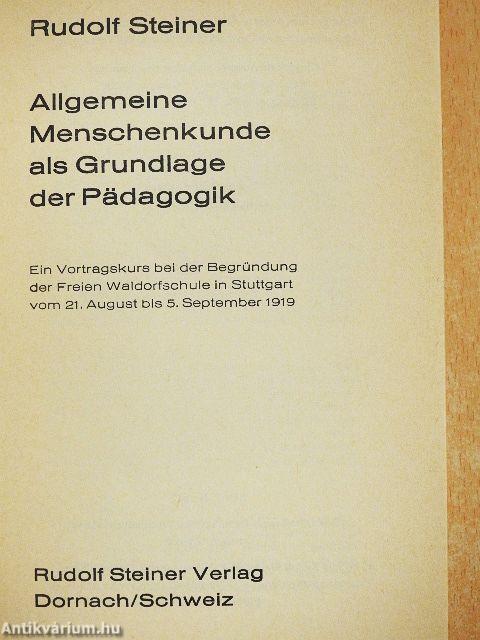 Rudolf Steiner
Allgemeine
Menschenkunde
als Grundlage
der Pädagogik
Ein Vortragskurs bei der Begründung
der Freien Waldorfschule in Stuttgart
vom 21. August bis 5. September 1919
Rudolf Steiner Verlag
Dornach/Schweiz
Antikvárium.hu